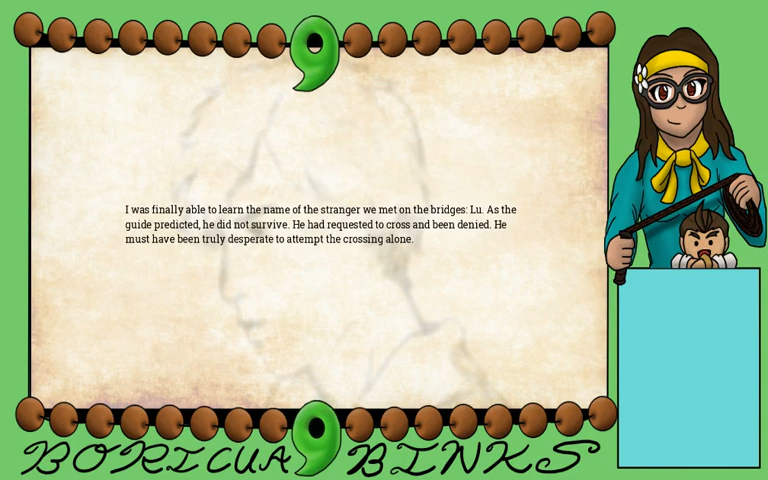 I was finally able to learn the name of the stranger we met on the bridges: Lu. As the
guide predicted, he did not survive. He had requested to cross and been denied. He
must have been truly desperate to attempt the crossing alone.
BORICUA BINKS